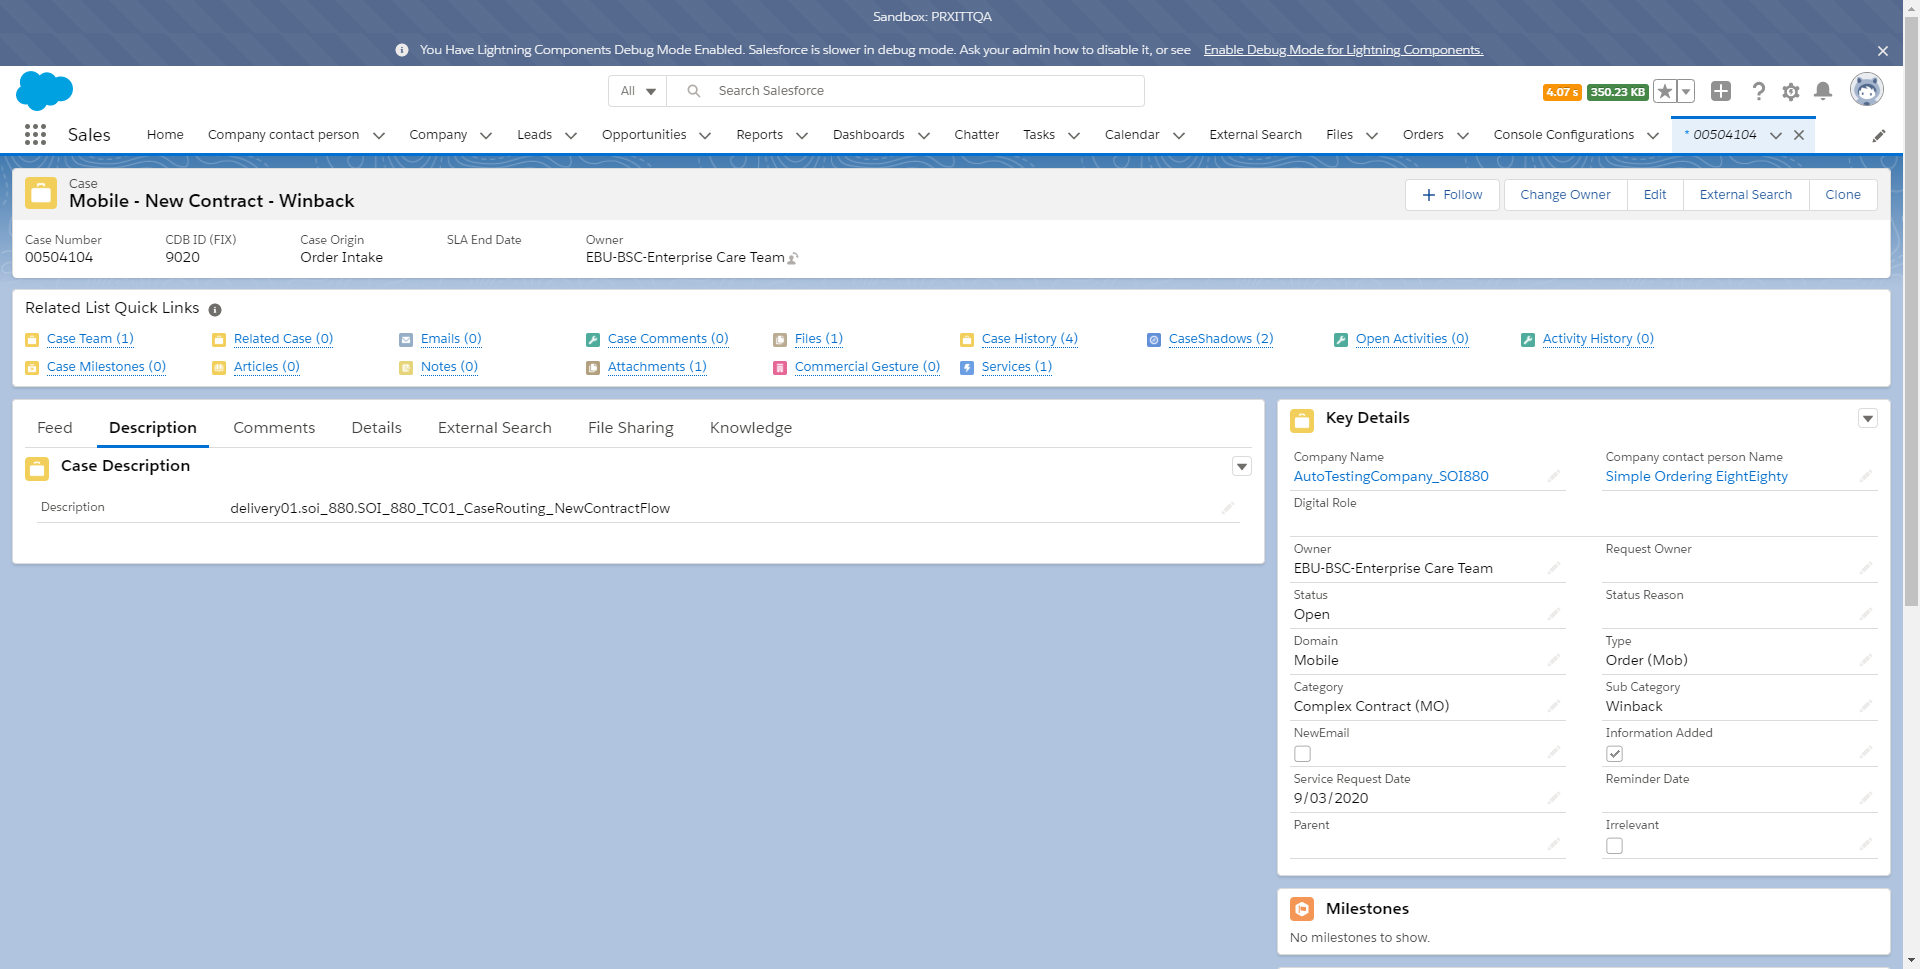 Sandbox: PRXITTQA
You Have Lightning Components Debug Mode Enabled. Salesforce is slower in debug mode. Ask your admin how to disable it, or see Enable Debug Mode for Lightning Components.
All Search Salesforce 4.07 s 350.23 KB
Sales Home Company contact person Company Leads Opportunities Reports Dashboards Chatter Tasks Calendar External Search Files Orders Console Configurations * 00504104
Case
Mobile - New Contract - Winback
Follow Change Owner Edit External Search Clone
Case Number CDB ID (FIX) Case Origin SLA End Date Owner
00504104 9020 Order Intake EBU-BSC-Enterprise Care Team
Related List Quick Links
Case Team (1) Related Case (0) Emails (0) Case Comments (0) Files (1) Case History (4) CaseShadows (2) Open Activities (0) Activity History (0)
Case Milestones (0) Articles (0) Notes (0) Attachments (1) Commercial Gesture (0) Services (1)
Feed Description Comments Details External Search File Sharing Knowledge
Case Description
Description delivery01.soi_880.SOI_880_TC01_CaseRouting_NewContractFlow
Key Details
Company Name Company contact person Name
AutoTestingCompany_SOI880 Simple Ordering EightEighty
Digital Role
Owner Request Owner
EBU-BSC-Enterprise Care Team
Status Status Reason
Open
Domain Type
Mobile Order (Mob)
Category Sub Category
Complex Contract (MO) Winback
NewEmail Information Added
Service Request Date Reminder Date
9/03/2020
Parent Irrelevant
Milestones
No milestones to show.